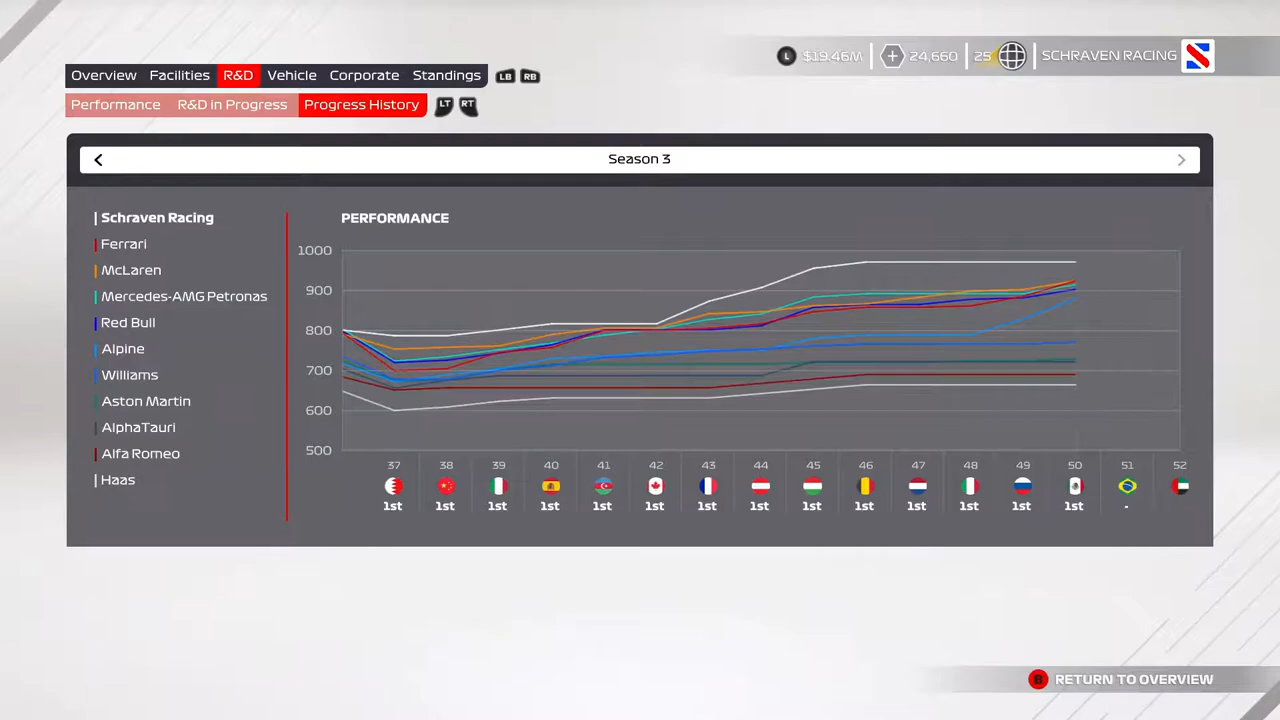 L $19.46M 24,660 25 SCHRAVEN RACING
Overview Facilities R&D Vehicle Corporate Standings LB RB
Performance R&D in Progress Progress History LT RT
Season 3
Schraven Racing
Ferrari
McLaren
Mercedes-AMG Petronas
Red Bull
Alpine
Williams
Aston Martin
AlphaTauri
Alfa Romeo
Haas
PERFORMANCE
1000
900
800
700
600
500
37 38 39 40 41 42 43 44 45 46 47 48 49 50 51 52
1st 1st 1st 1st 1st 1st 1st 1st 1st 1st 1st 1st 1st 1st -
B RETURN TO OVERVIEW